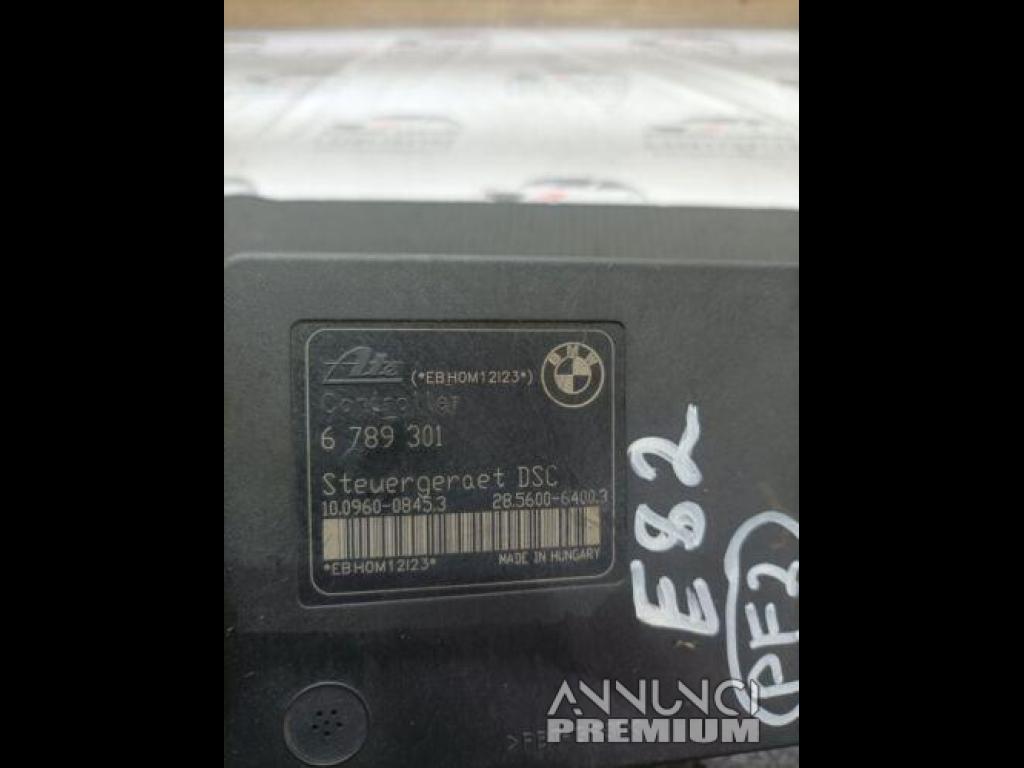 Ate (*EBHOM12I23*)
BMW
Controller
6 789 301
Steuergeraet DSC
10.0960-0845.3 28.5600-6400.3
*EBHOM12I23*
MADE IN HUNGARY
E82
ANNUNCI
PREMIUM